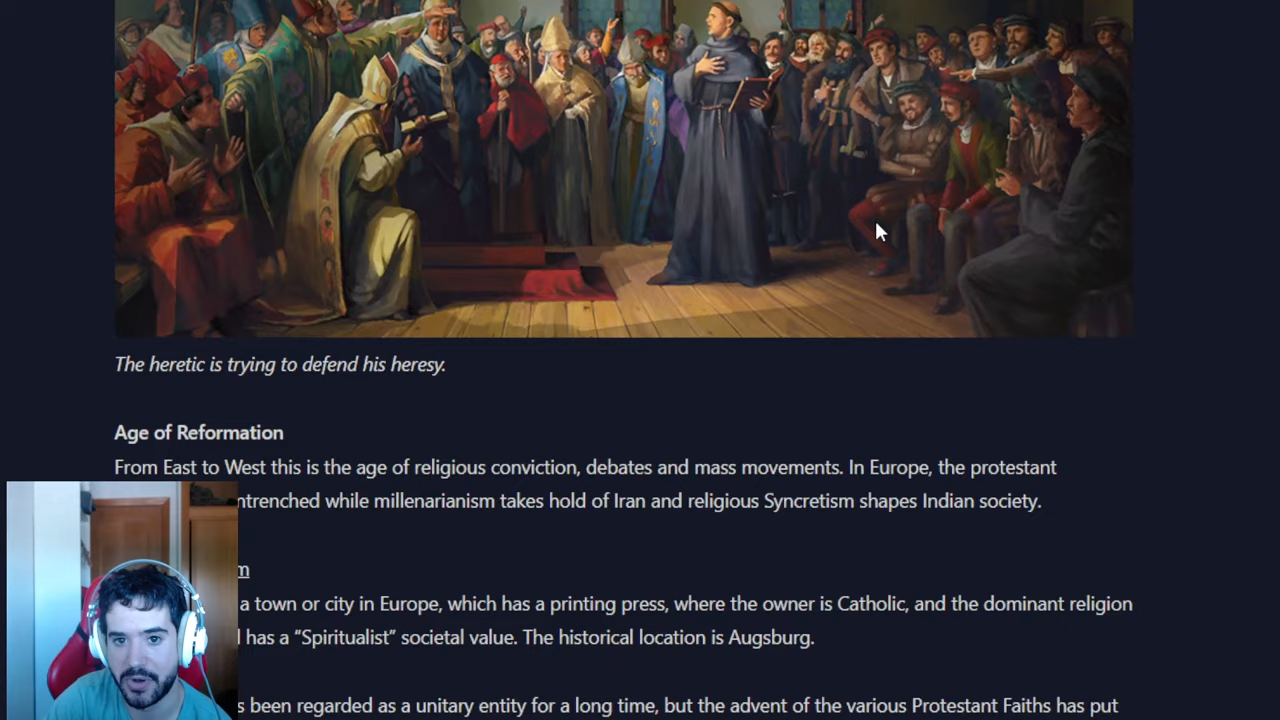 The heretic is trying to defend his heresy.
Age of Reformation
From East to West this is the age of religious conviction, debates and mass movements. In Europe, the protestant
ntrenched while millenarianism takes hold of Iran and religious Syncretism shapes Indian society.
m
a town or city in Europe, which has a printing press, where the owner is Catholic, and the dominant religion
has a “Spiritualist” societal value. The historical location is Augsburg.
s been regarded as a unitary entity for a long time, but the advent of the various Protestant Faiths has put